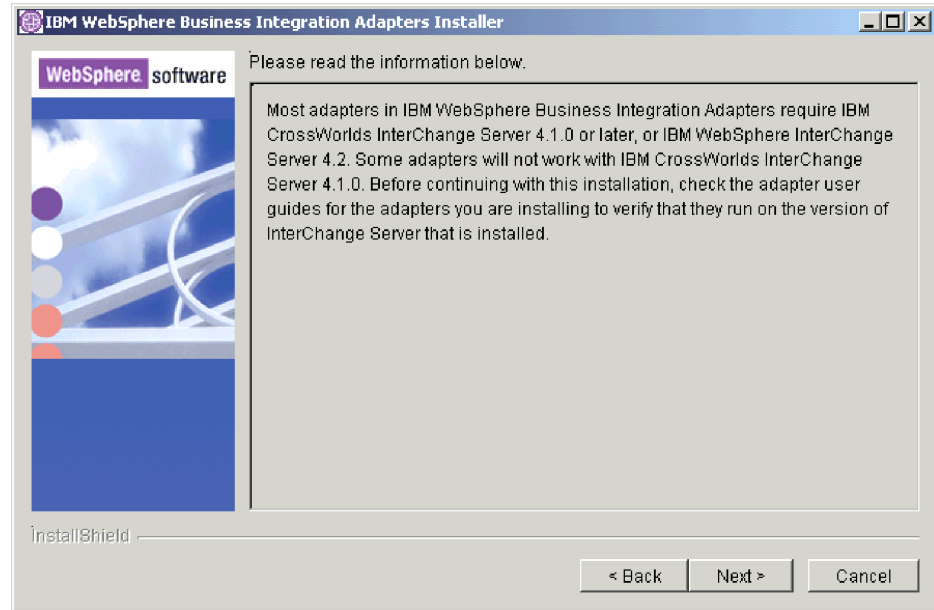 IBM WebSphere Business Integration Adapters Installer
WebSphere software
Please read the information below.
Most adapters in IBM WebSphere Business Integration Adapters require IBM
CrossWorlds InterChange Server 4.1.0 or later, or IBM WebSphere InterChange
Server 4.2. Some adapters will not work with IBM CrossWorlds InterChange
Server 4.1.0. Before continuing with this installation, check the adapter user
guides for the adapters you are installing to verify that they run on the version of
InterChange Server that is installed.
InstallShield
< Back
Next >
Cancel